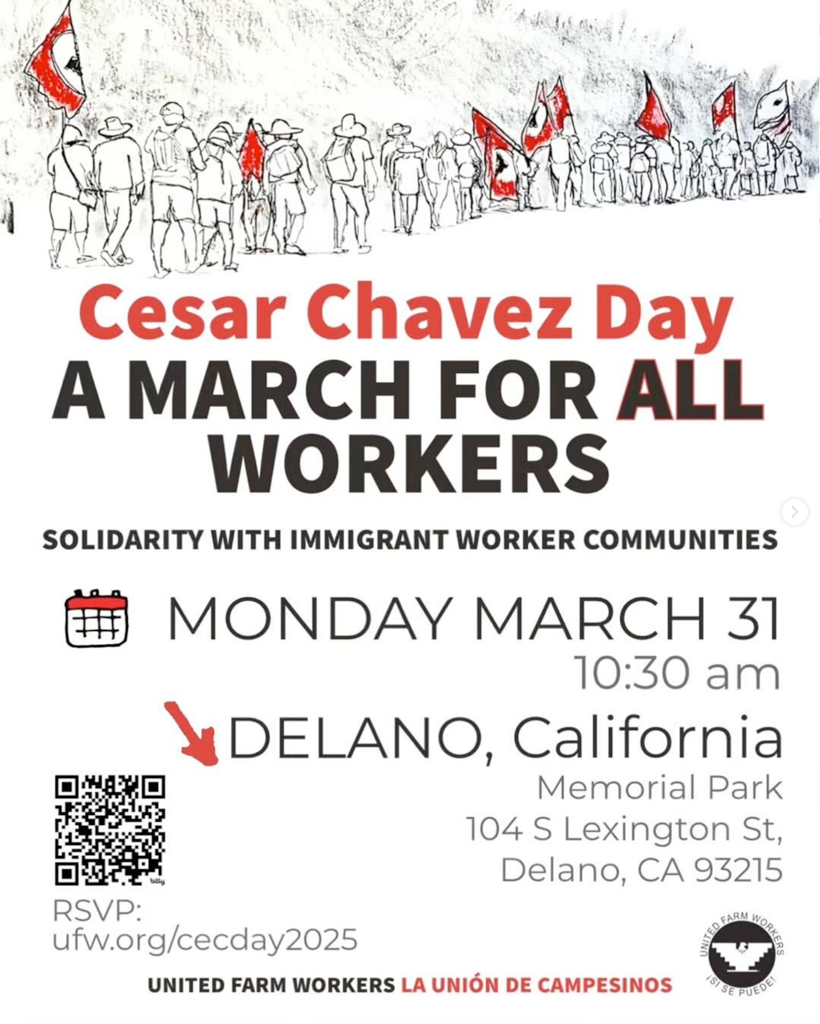 Cesar Chavez Day
A MARCH FOR ALL
WORKERS
SOLIDARITY WITH IMMIGRANT WORKER COMMUNITIES
MONDAY MARCH 31
10:30 am
DELANO, California
Memorial Park
104 S Lexington St,
Delano, CA 93215
bitly
RSVP:
ufw.org/cecday2025
UNITED FARM WORKERS
¡SI SE PUEDE!
UNITED FARM WORKERS LA UNIÓN DE CAMPESINOS